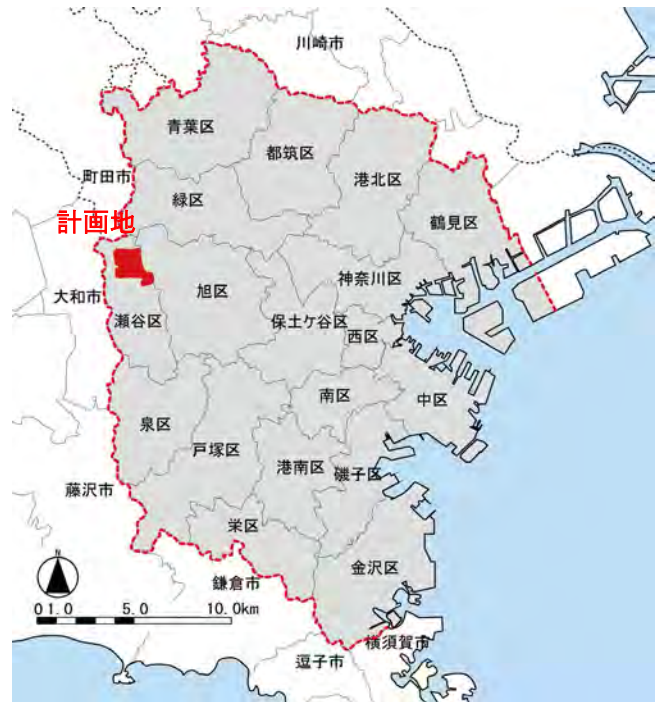 川崎市
青葉区
都筑区
港北区
町田市
緑区
鶴見区
計画地
神奈川区
旭区
大和市
瀬谷区
保土ケ谷区
西区
南区
中区
泉区
戸塚区
港南区
磯子区
藤沢市
栄区
金沢区
鎌倉市
N
0 1.0 5.0 10.0km
横須賀市
逗子市